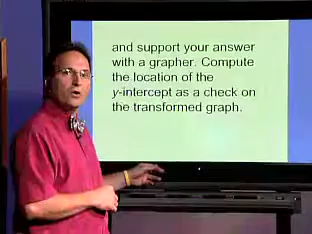 and support your answer
with a grapher. Compute
the location of the
y-intercept as a check on
the transformed graph.